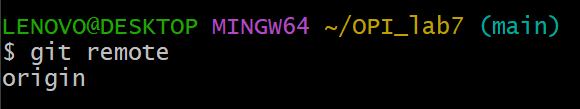 LENOVO@DESKTOP MINGW64 ~/OPI_lab7 (main)
$ git remote
origin